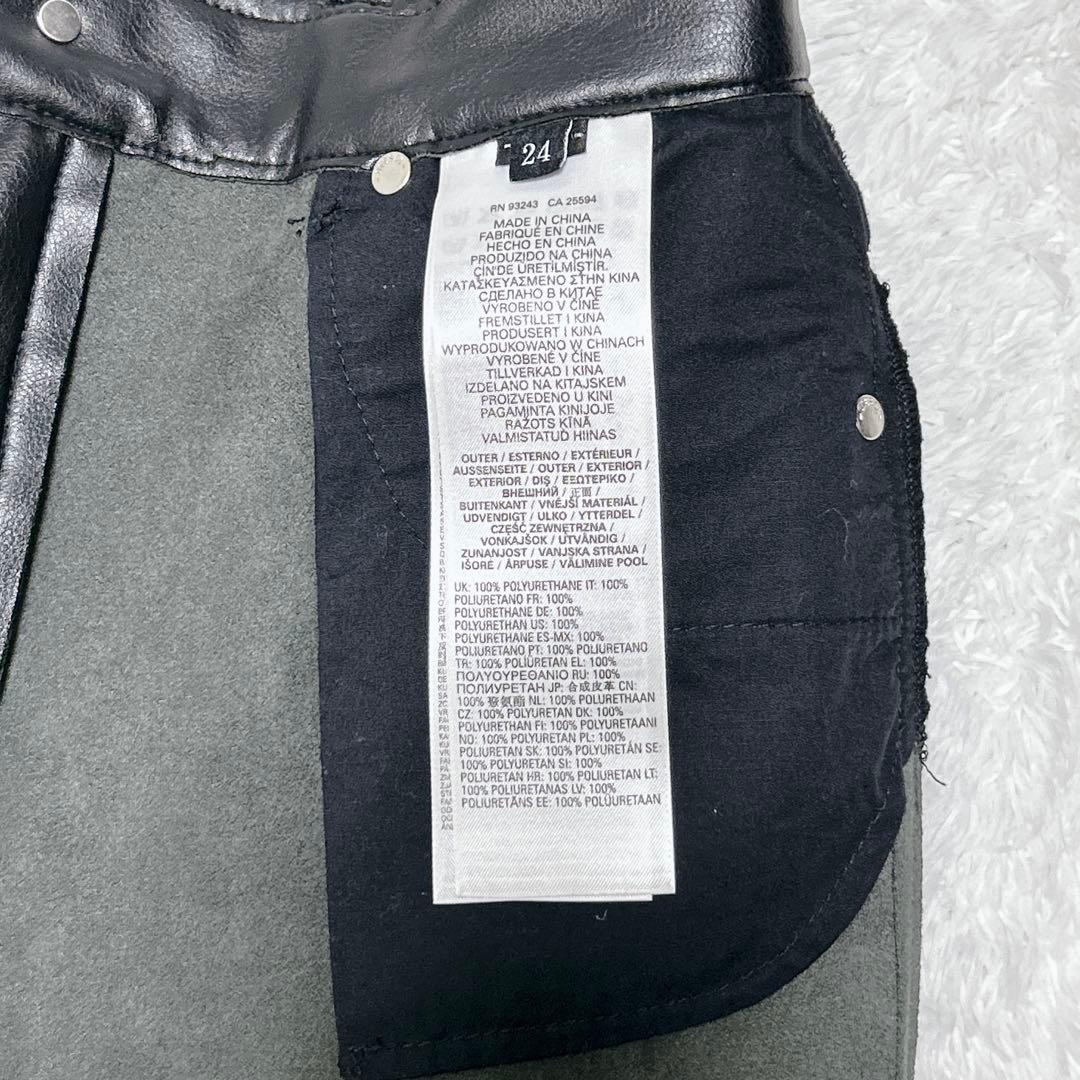 24
RN 93243 CA 25594
MADE IN CHINA
FABRIQUÉ EN CHINE
HECHO EN CHINA
PRODUZIDO NA CHINA
ÇİN'DE ÜRETİLMİŞTİR.
ΚΑΤΑΣΚΕΥΑΣΜΕΝΟ ΣΤΗΝ ΚΙΝΑ
СДЕЛАНО В КИТАЕ
VYROBENO V ČÍNĚ
FREMSTILLET I KINA
PRODUSERT I KINA
WYPRODUKOWANO W CHINACH
VYROBENÉ V ČÍNE
TILLVERKAD I KINA
IZDELANO NA KITAJSKEM
PROIZVEDENO U KINI
PAGAMINTA KINIJOJE
RAŽOTS ĶĪNĀ
VALMISTATUD HIINAS
OUTER / ESTERNO / EXTÉRIEUR /
AUSSENSEITE / OUTER / EXTERIOR /
EXTERIOR / DIŞ / ΕΞΩΤΕΡΙΚΟ /
ВНЕШНИЙ / 正面 /
BUITENKANT / VNĚJŠÍ MATERIÁL /
UDVENDIGT / ULKO / YTTERDEL /
CZĘŚĆ ZEWNĘTRZNA /
VONKAJŠOK / UTVÄNDIG /
ZUNANJOST / VANJSKA STRANA /
IŠORĖ / ĀRPUSE / VÄLIMINE POOL
UK: 100% POLYURETHANE IT: 100%
POLIURETANO FR: 100%
POLYURETHANE DE: 100%
POLYURETHAN US: 100%
POLYURETHANE ES-MX: 100%
POLIURETANO PT: 100% POLIURETANO
TR: 100% POLİÜRETAN EL: 100%
ΠΟΛΥΟΥΡΕΘΑΝΙΟ RU: 100%
ПОЛИУРЕТАН JP: 合成皮革 CN:
100% 聚氨酯 NL: 100% POLYURETHAAN
CZ: 100% POLYURETAN DK: 100%
POLYURETHAN FI: 100% POLYURETAANI
NO: 100% POLYURETAN PL: 100%
POLIURETAN SK: 100% POLYURETÁN SE:
100% POLYURETAN SI: 100%
POLIURETAN HR: 100% POLIURETAN LT:
100% POLIURETANAS LV: 100%
POLIURETĀNS EE: 100% POLÜURETAAN